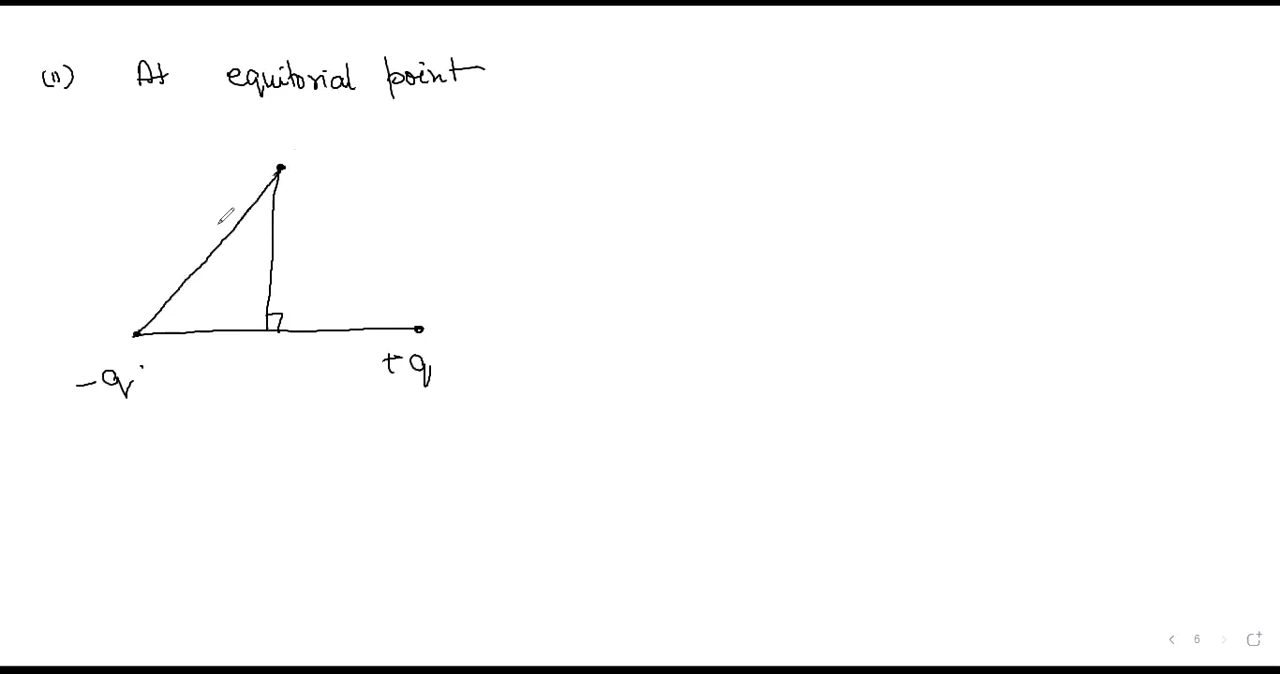 (ii) At equitorial point
-q +q
< 6 >